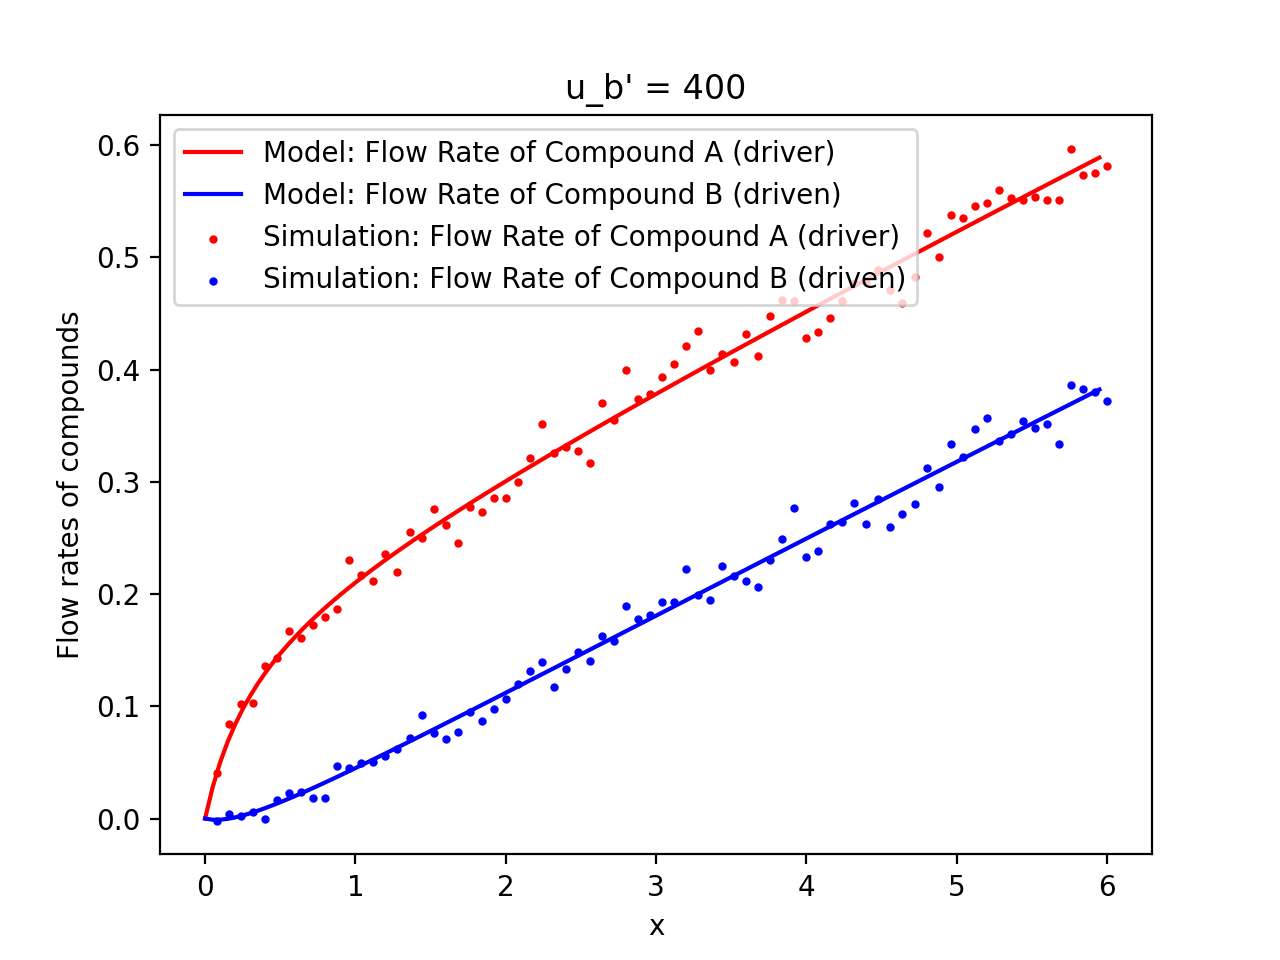 u_b' = 400
Model: Flow Rate of Compound A (driver)
Model: Flow Rate of Compound B (driven)
Simulation: Flow Rate of Compound A (driver)
Simulation: Flow Rate of Compound B (driven)
Flow rates of compounds
0.6
0.5
0.4
0.3
0.2
0.1
0.0
0 1 2 3 4 5 6
x